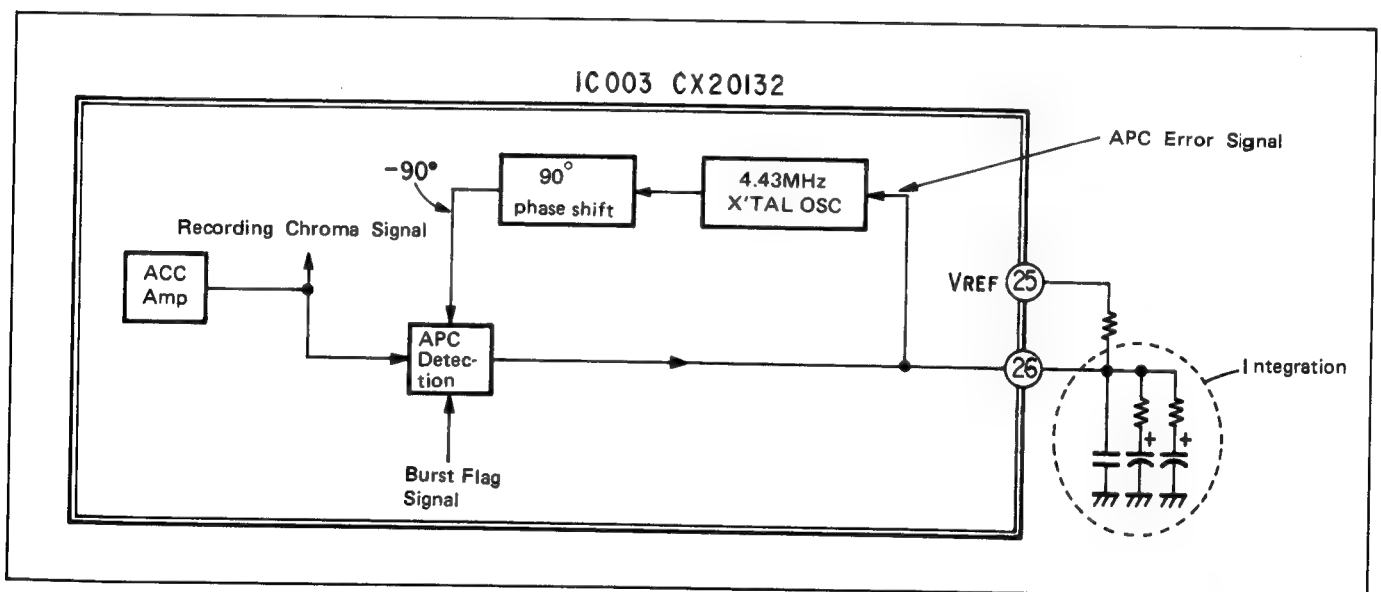 IC003 CX20132
APC Error Signal
-90°
90°
phase shift
4.43MHz
X'TAL OSC
Recording Chroma Signal
ACC
Amp
VREF 25
APC
Detec-
tion
26
Integration
+ +
Burst Flag
Signal